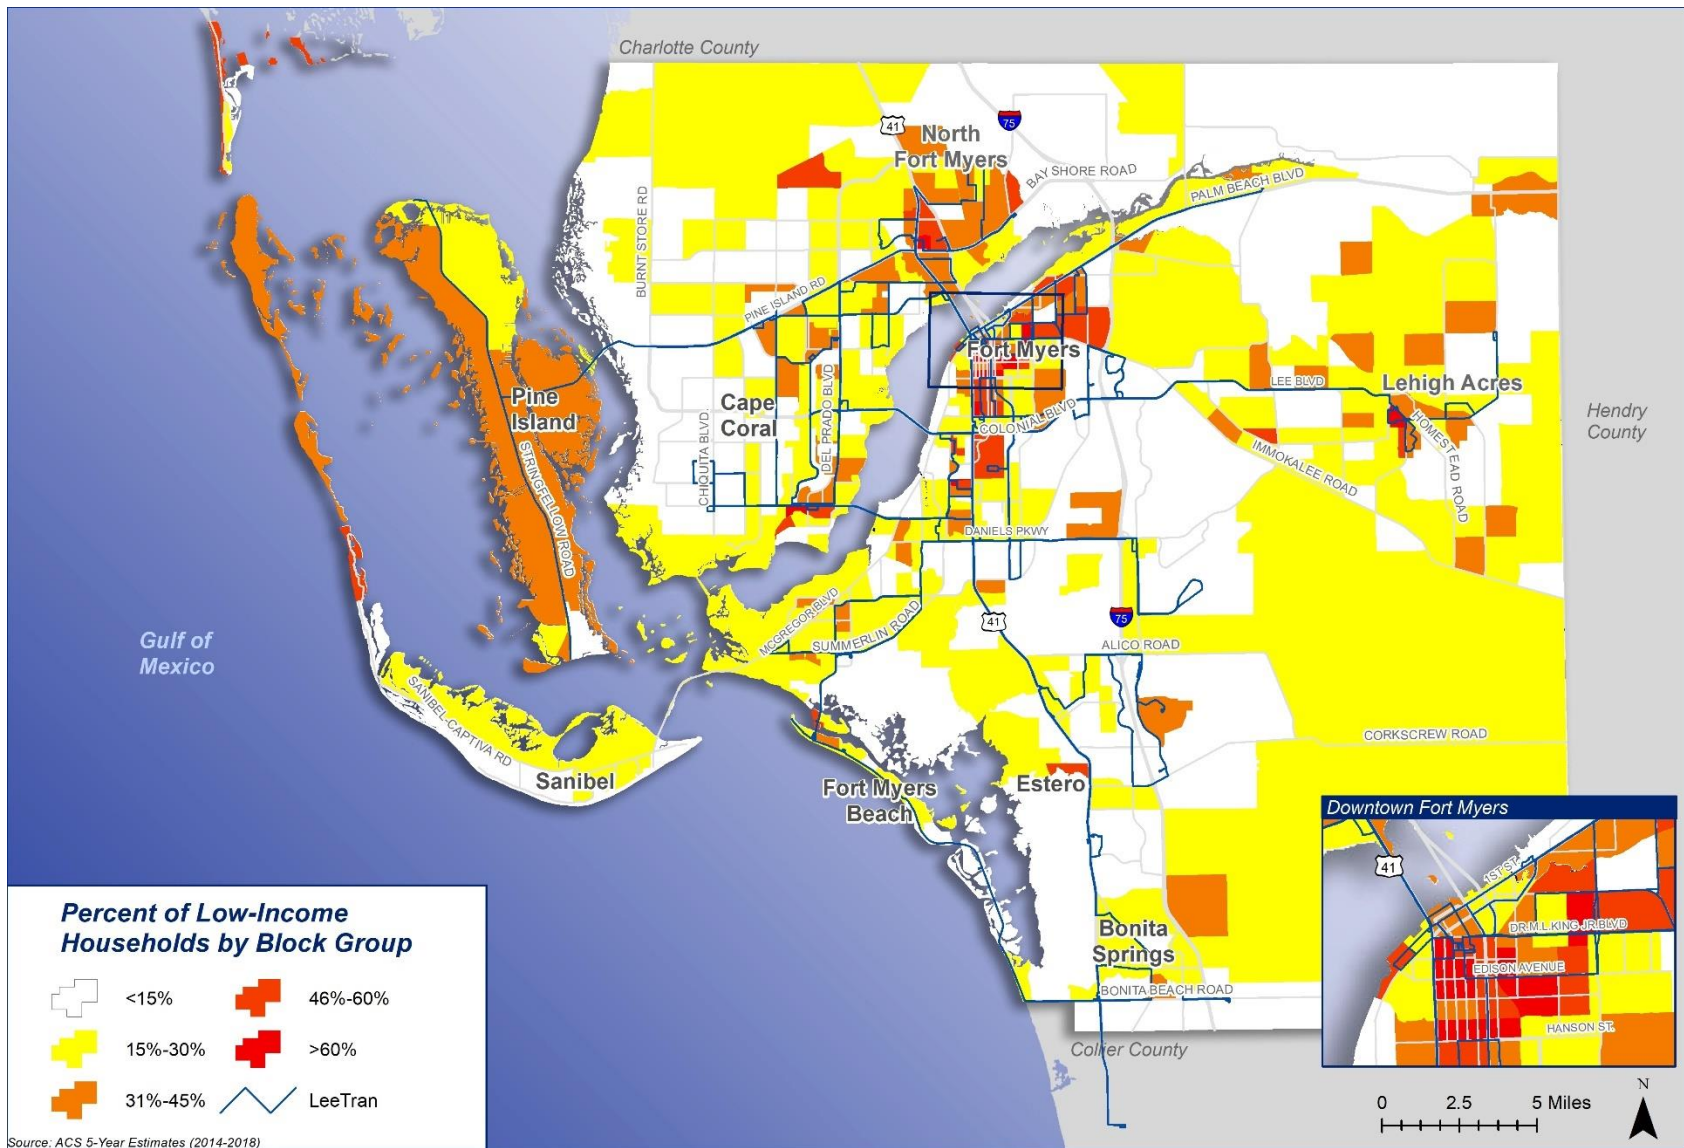 Charlotte County
41
75
North
Fort Myers
BAY SHORE ROAD
PALM BEACH BLVD
BURNT STORE RD
PINE ISLAND RD
Fort Myers
LEE BLVD
Lehigh Acres
Pine
Island
Cape
Coral
DEL PRADO BLVD
CHIQUITA BLVD.
COLONIAL BLVD
HOMESTEAD ROAD
IMMOKALEE ROAD
Hendry
County
STRINGFELLOW ROAD
DANIELS PKWY
MCGREGOR BLVD
SUMMERLIN ROAD
41
75
ALICO ROAD
Gulf of
Mexico
SANIBEL-CAPTIVA RD
Sanibel
CORKSCREW ROAD
Fort Myers
Beach
Estero
Bonita
Springs
BONITA BEACH ROAD
Collier County
Downtown Fort Myers
41
1ST ST.
DR.M.L.KING JR.BLVD
EDISON AVENUE
HANSON ST.
Percent of Low-Income
Households by Block Group
<15%
46%-60%
15%-30%
>60%
31%-45%
LeeTran
Source: ACS 5-Year Estimates (2014-2018)
0 2.5 5 Miles
N